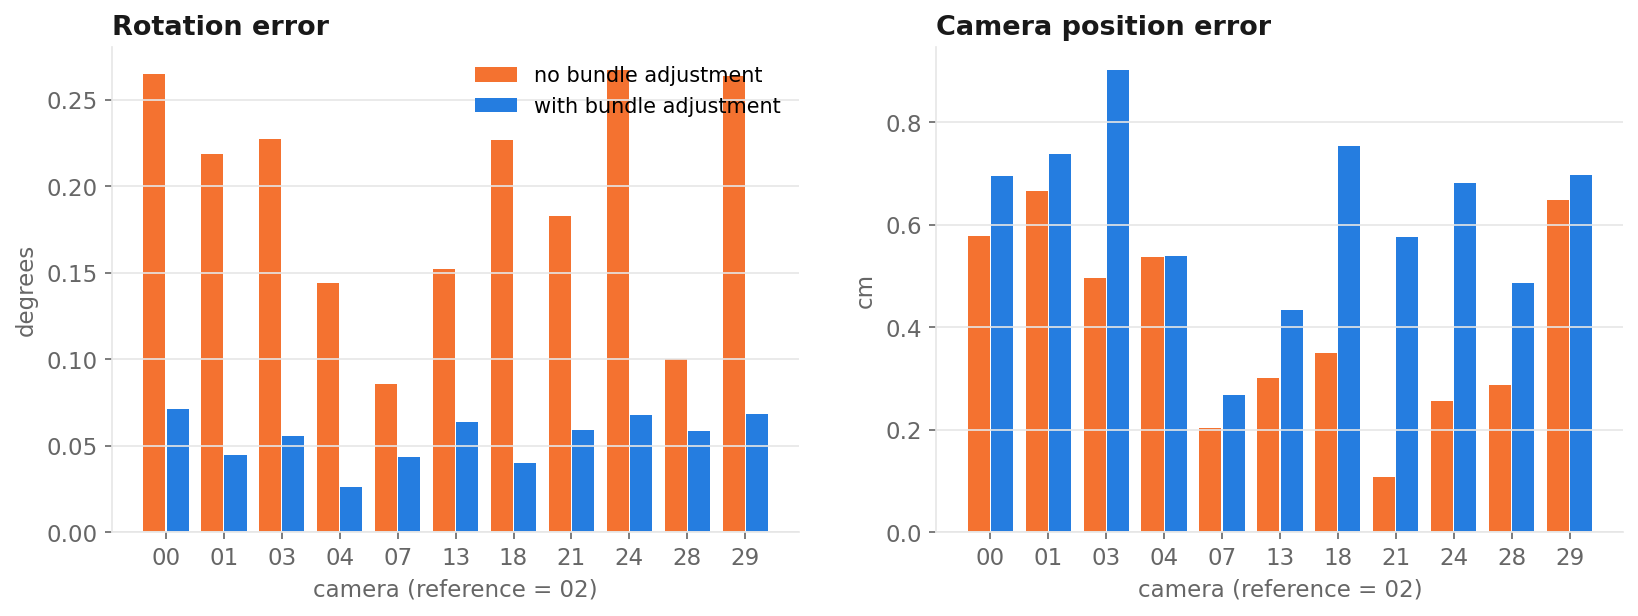 Rotation error
no bundle adjustment
with bundle adjustment
degrees
0.25
0.20
0.15
0.10
0.05
0.00
00 01 03 04 07 13 18 21 24 28 29
camera (reference = 02)
Camera position error
cm
0.8
0.6
0.4
0.2
0.0
00 01 03 04 07 13 18 21 24 28 29
camera (reference = 02)